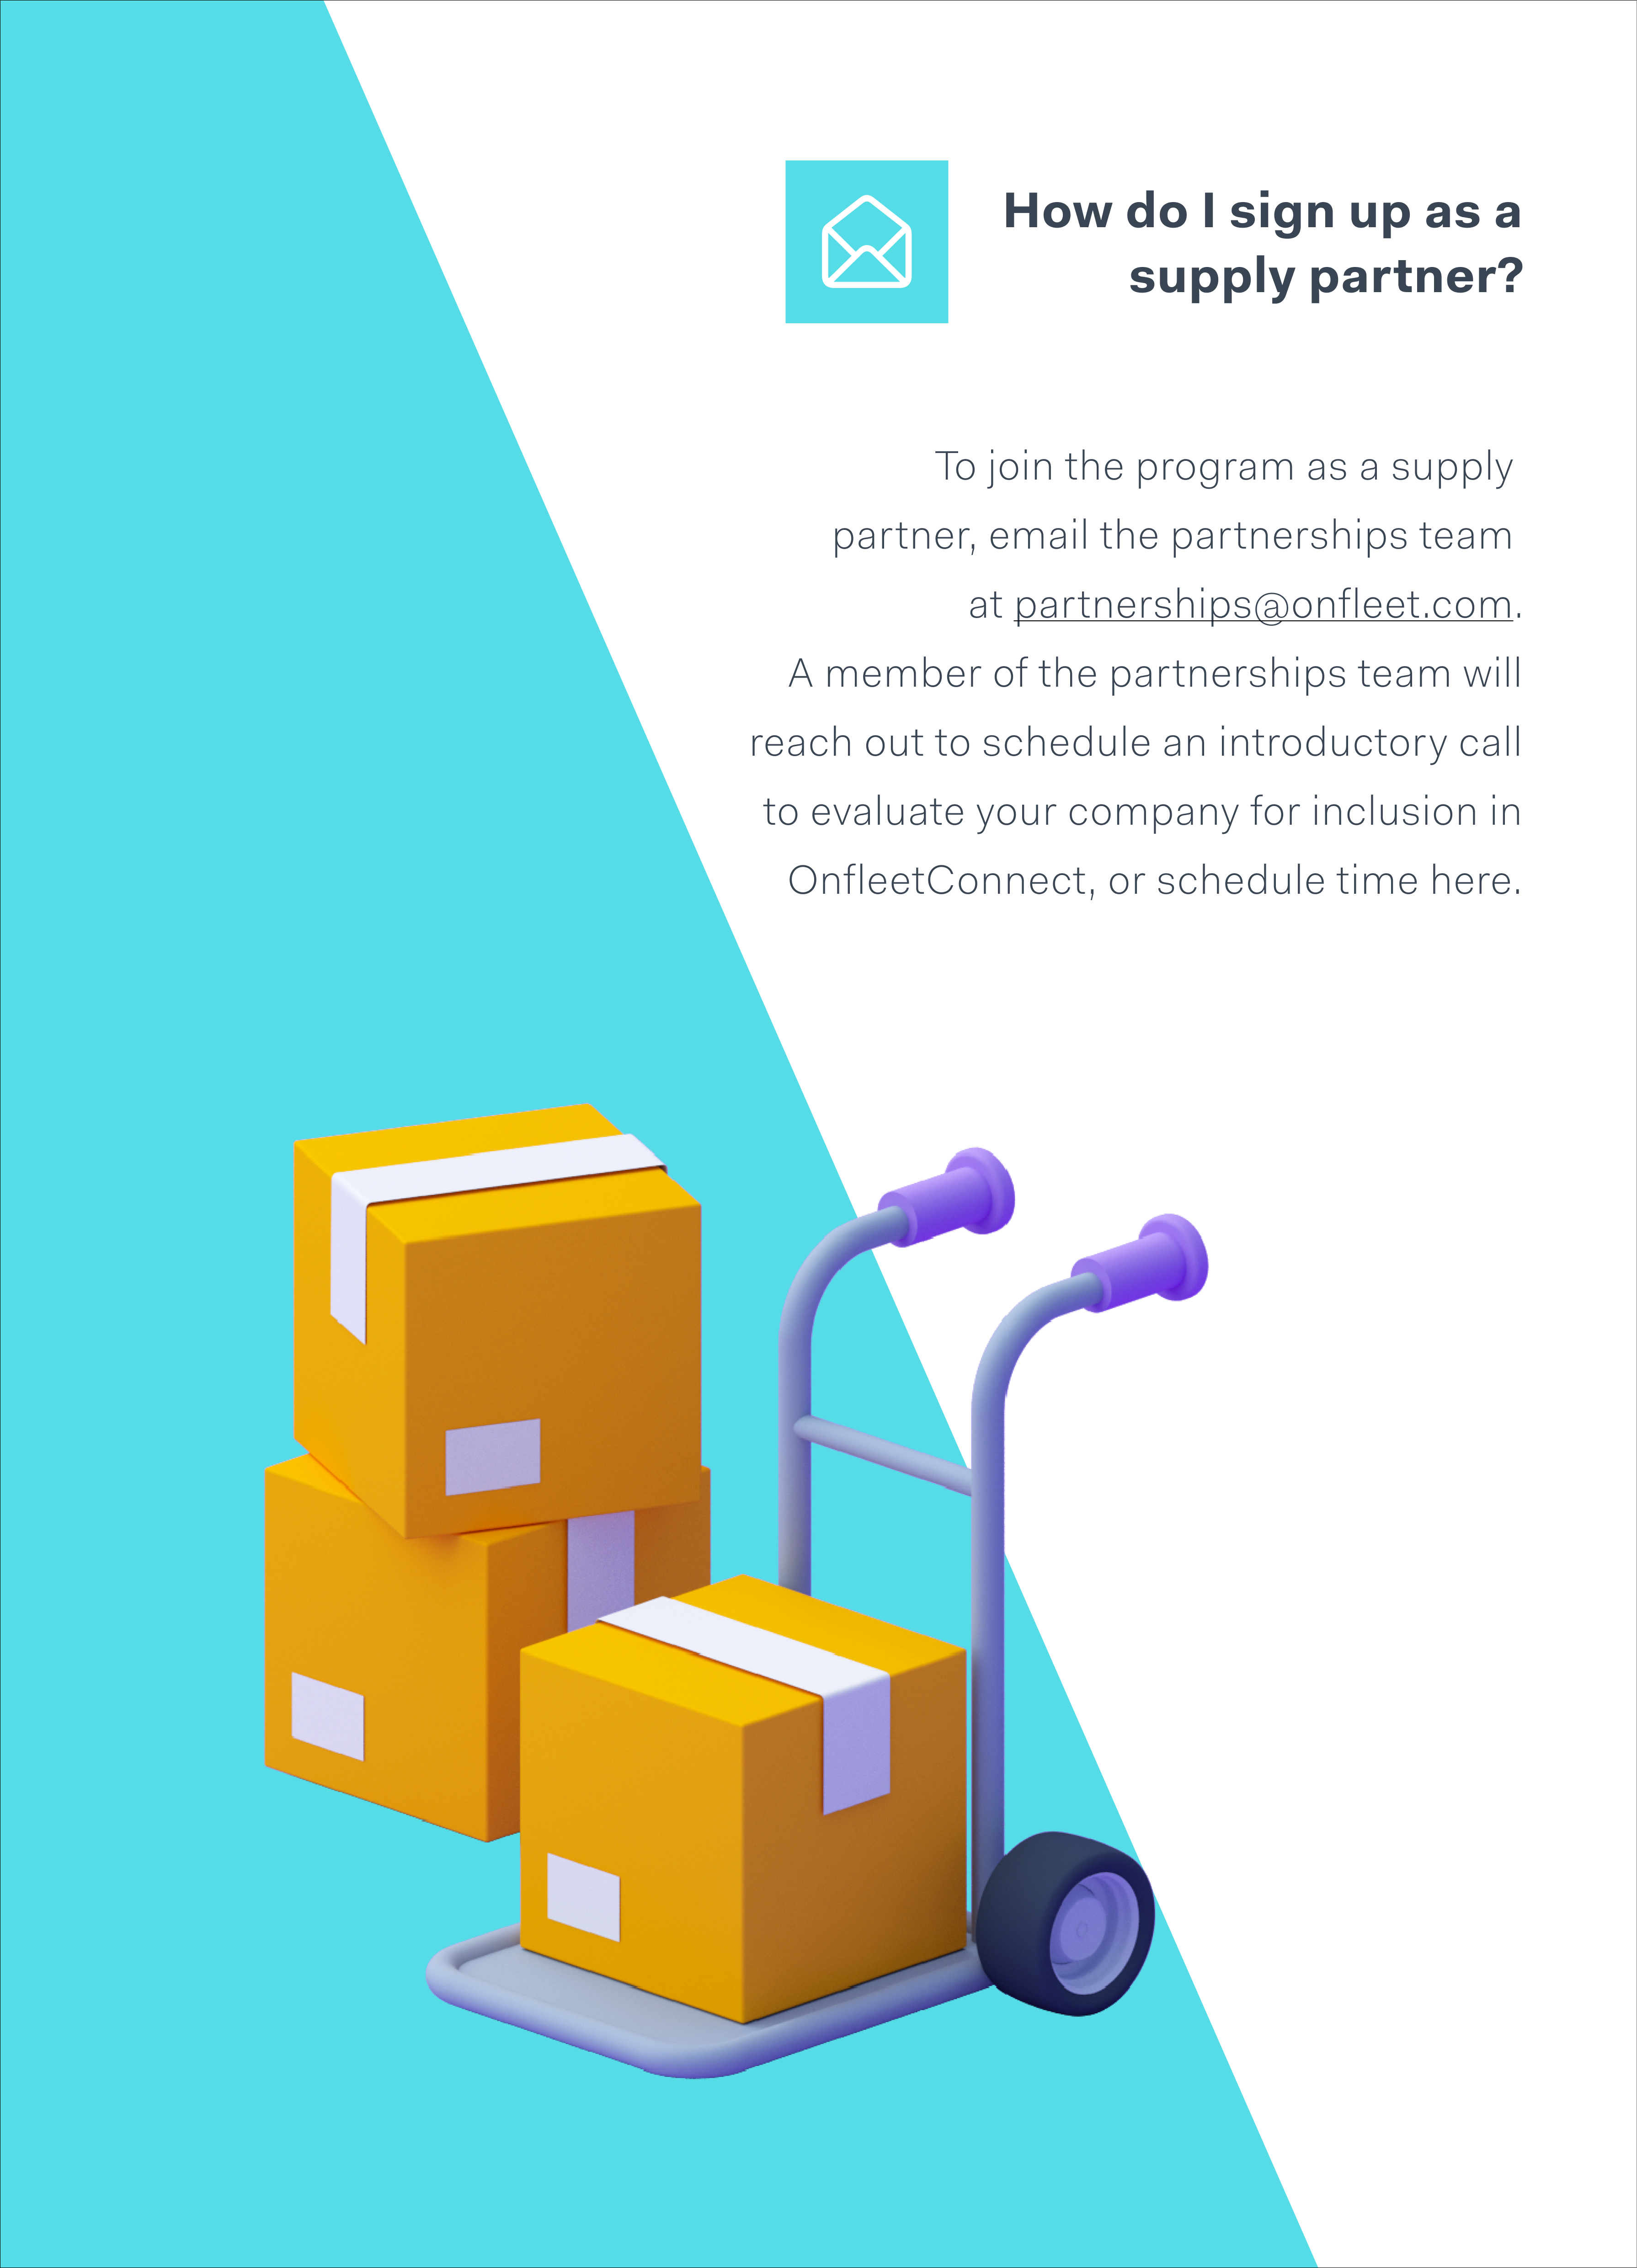 How do I sign up as a
supply partner?
To join the program as a supply
partner, email the partnerships team
at partnerships@onfleet.com.
A member of the partnerships team will
reach out to schedule an introductory call
to evaluate your company for inclusion in
OnfleetConnect, or schedule time here.